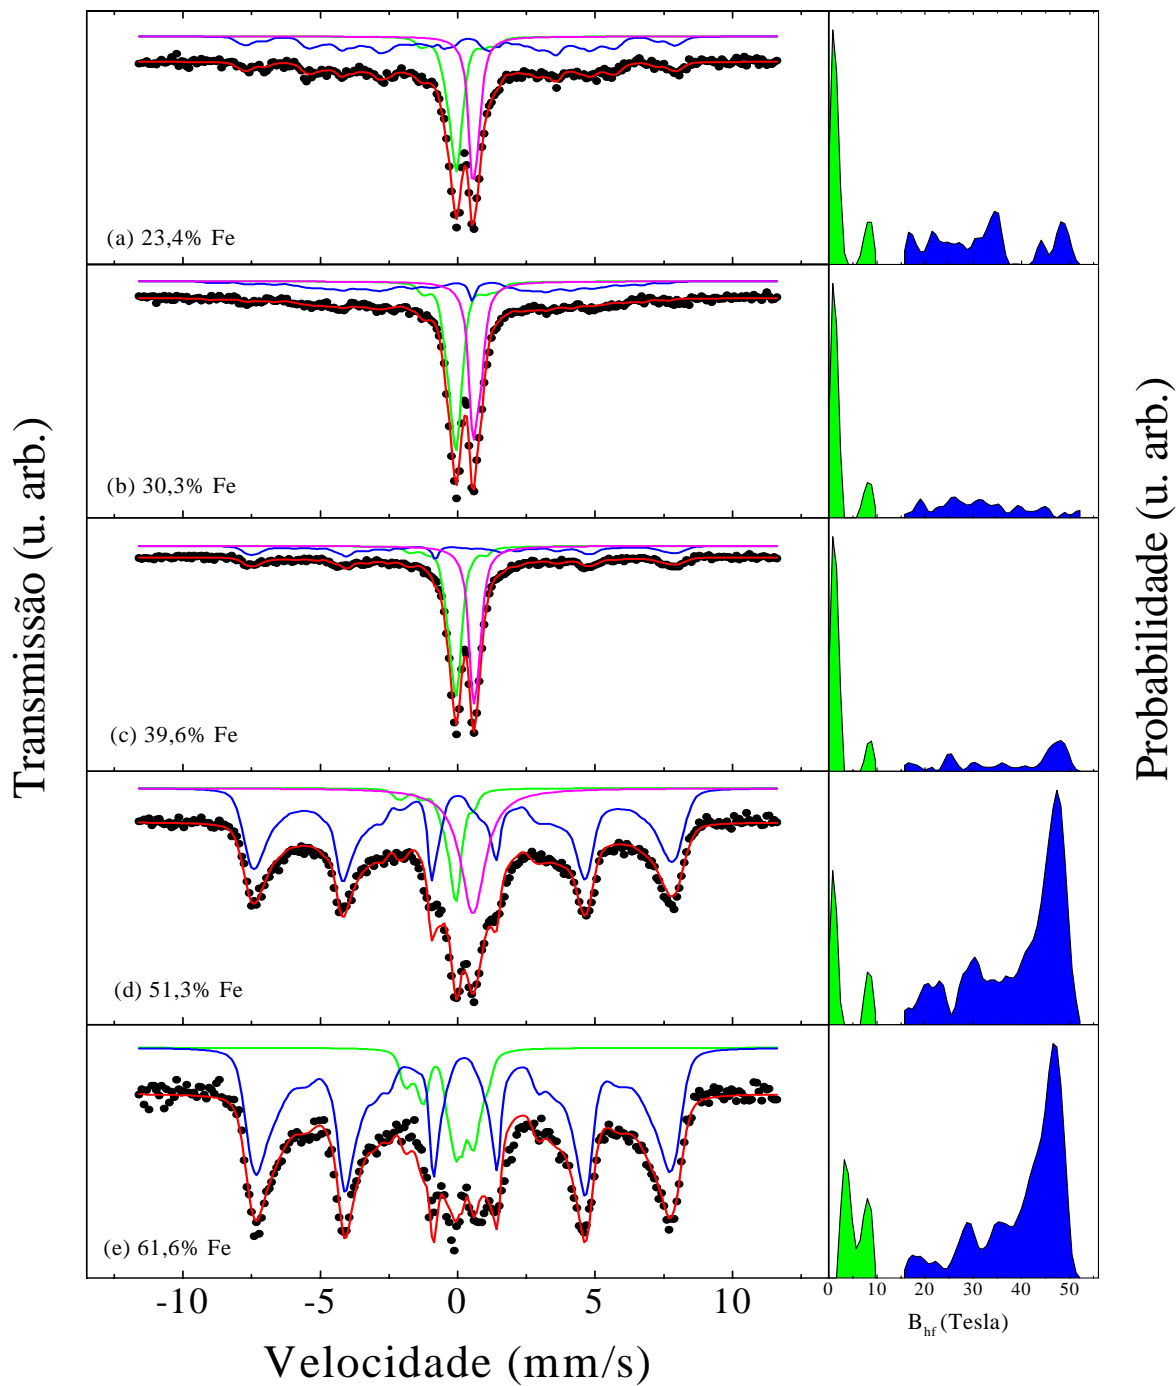 (a) 23,4% Fe
(b) 30,3% Fe
(c) 39,6% Fe
(d) 51,3% Fe
(e) 61,6% Fe
Transmissão (u. arb.)
Probabilidade (u. arb.)
-10 -5 0 5 10
0 10 20 30 40 50
Velocidade (mm/s)
B_hf (Tesla)